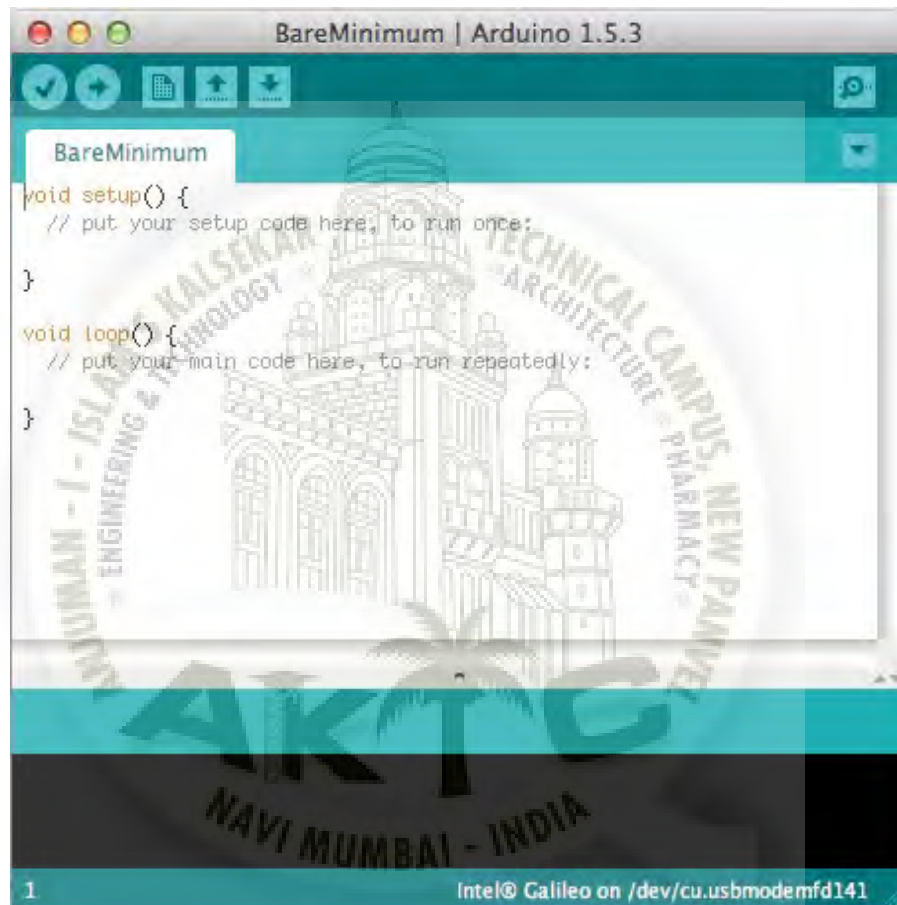 BareMinimum | Arduino 1.5.3
BareMinimum
void setup() {
// put your setup code here, to run once:
}
void loop() {
// put your main code here, to run repeatedly:
}
ANJUMAN - I - ISLAM'S KALSEKAR TECHNICAL CAMPUS, NEW PANVEL
ENGINEERING & TECHNOLOGY ARCHITECTURE PHARMACY
AKTC
NAVI MUMBAI - INDIA
1
Intel® Galileo on /dev/cu.usbmodemfd141